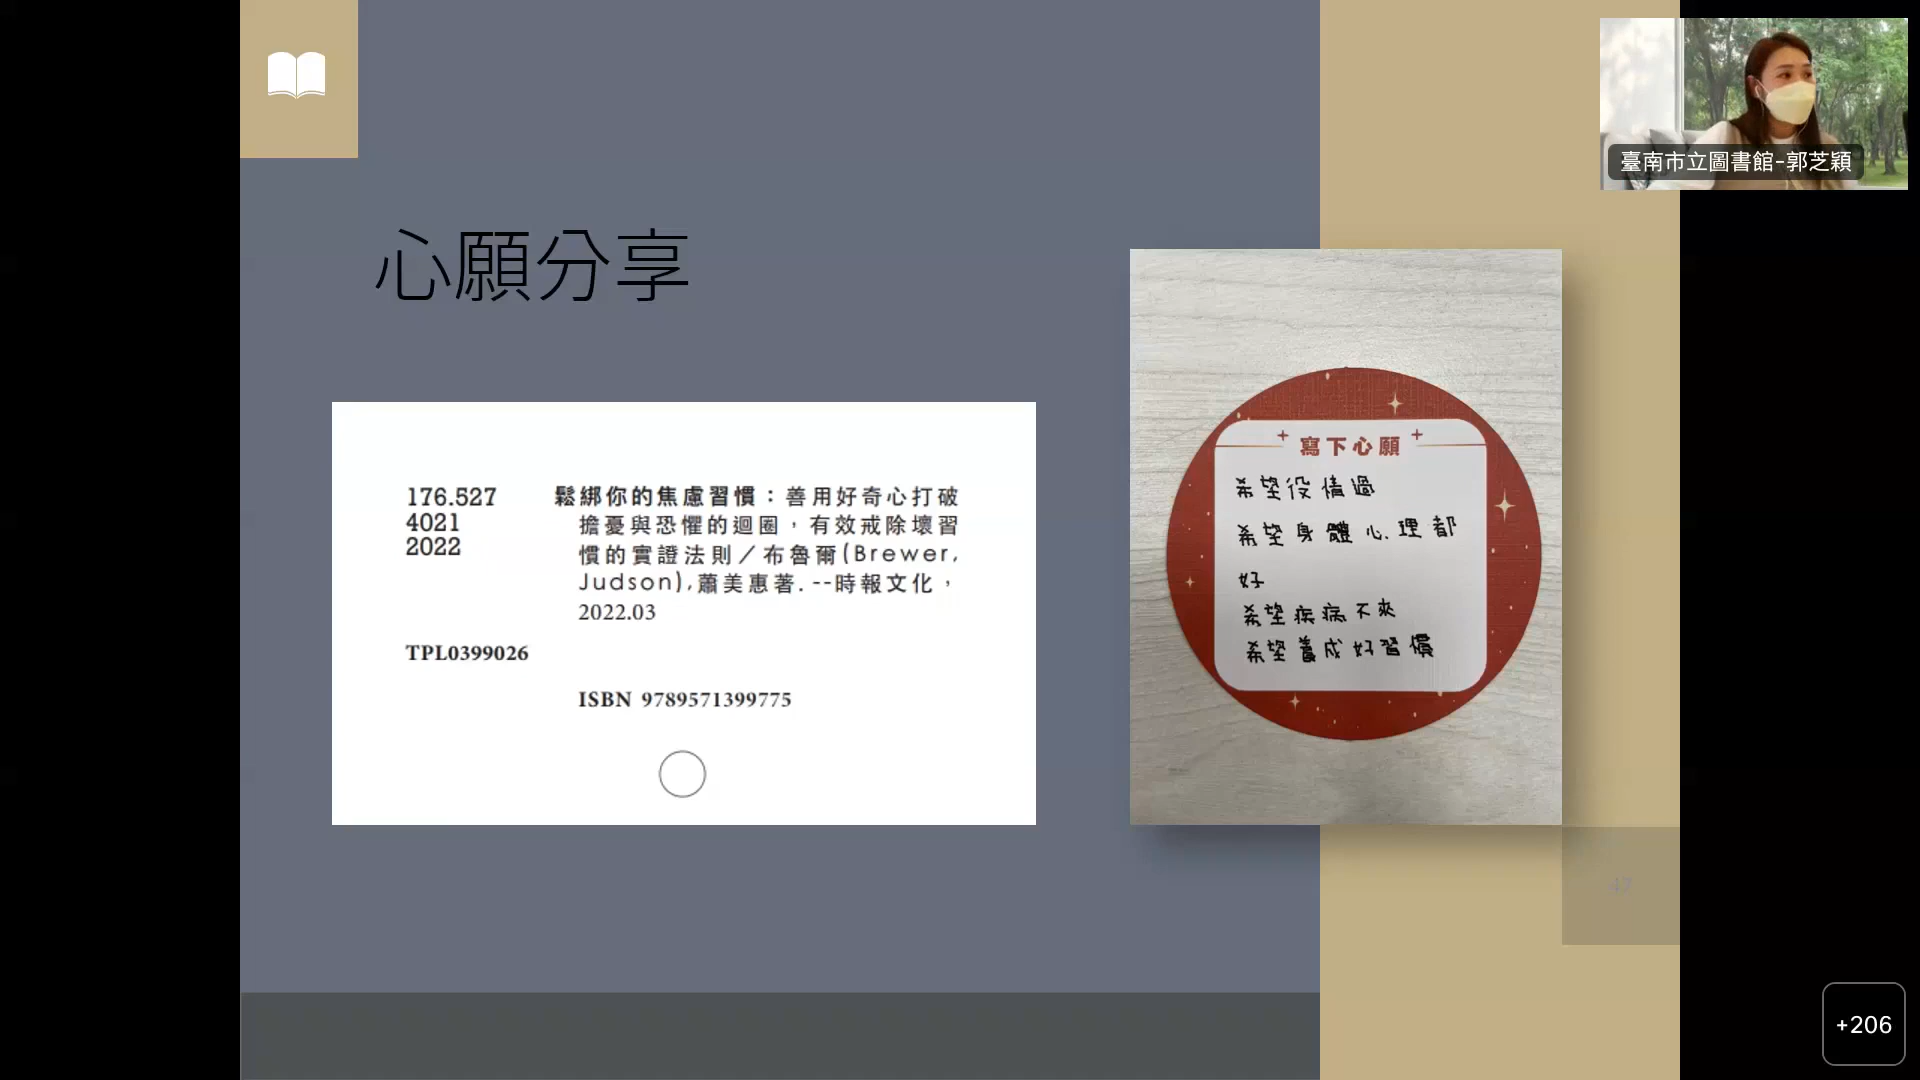 臺南市立圖書館-郭芝穎
心願分享
176.527
4021
2022
鬆綁你的焦慮習慣：善用好奇心打破
擔憂與恐懼的迴圈，有效戒除壞習
慣的實證法則／布魯爾(Brewer,
Judson),蕭美惠著. --時報文化，
2022.03
TPL0399026
ISBN 9789571399775
寫下心願
希望役情過
希望身體心理都
好
希望疾病不來
希望養成好習慣
47
+206